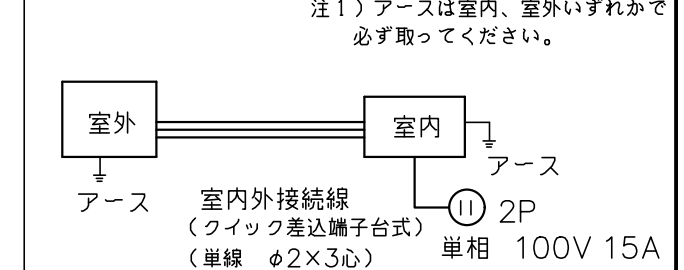 注１）アースは室内、室外いずれかで
必ず取ってください。
室外
室内
アース
アース
室内外接続線
（クイック差込端子台式）
（単線　φ2×3心）
2P
単相　100V 15A